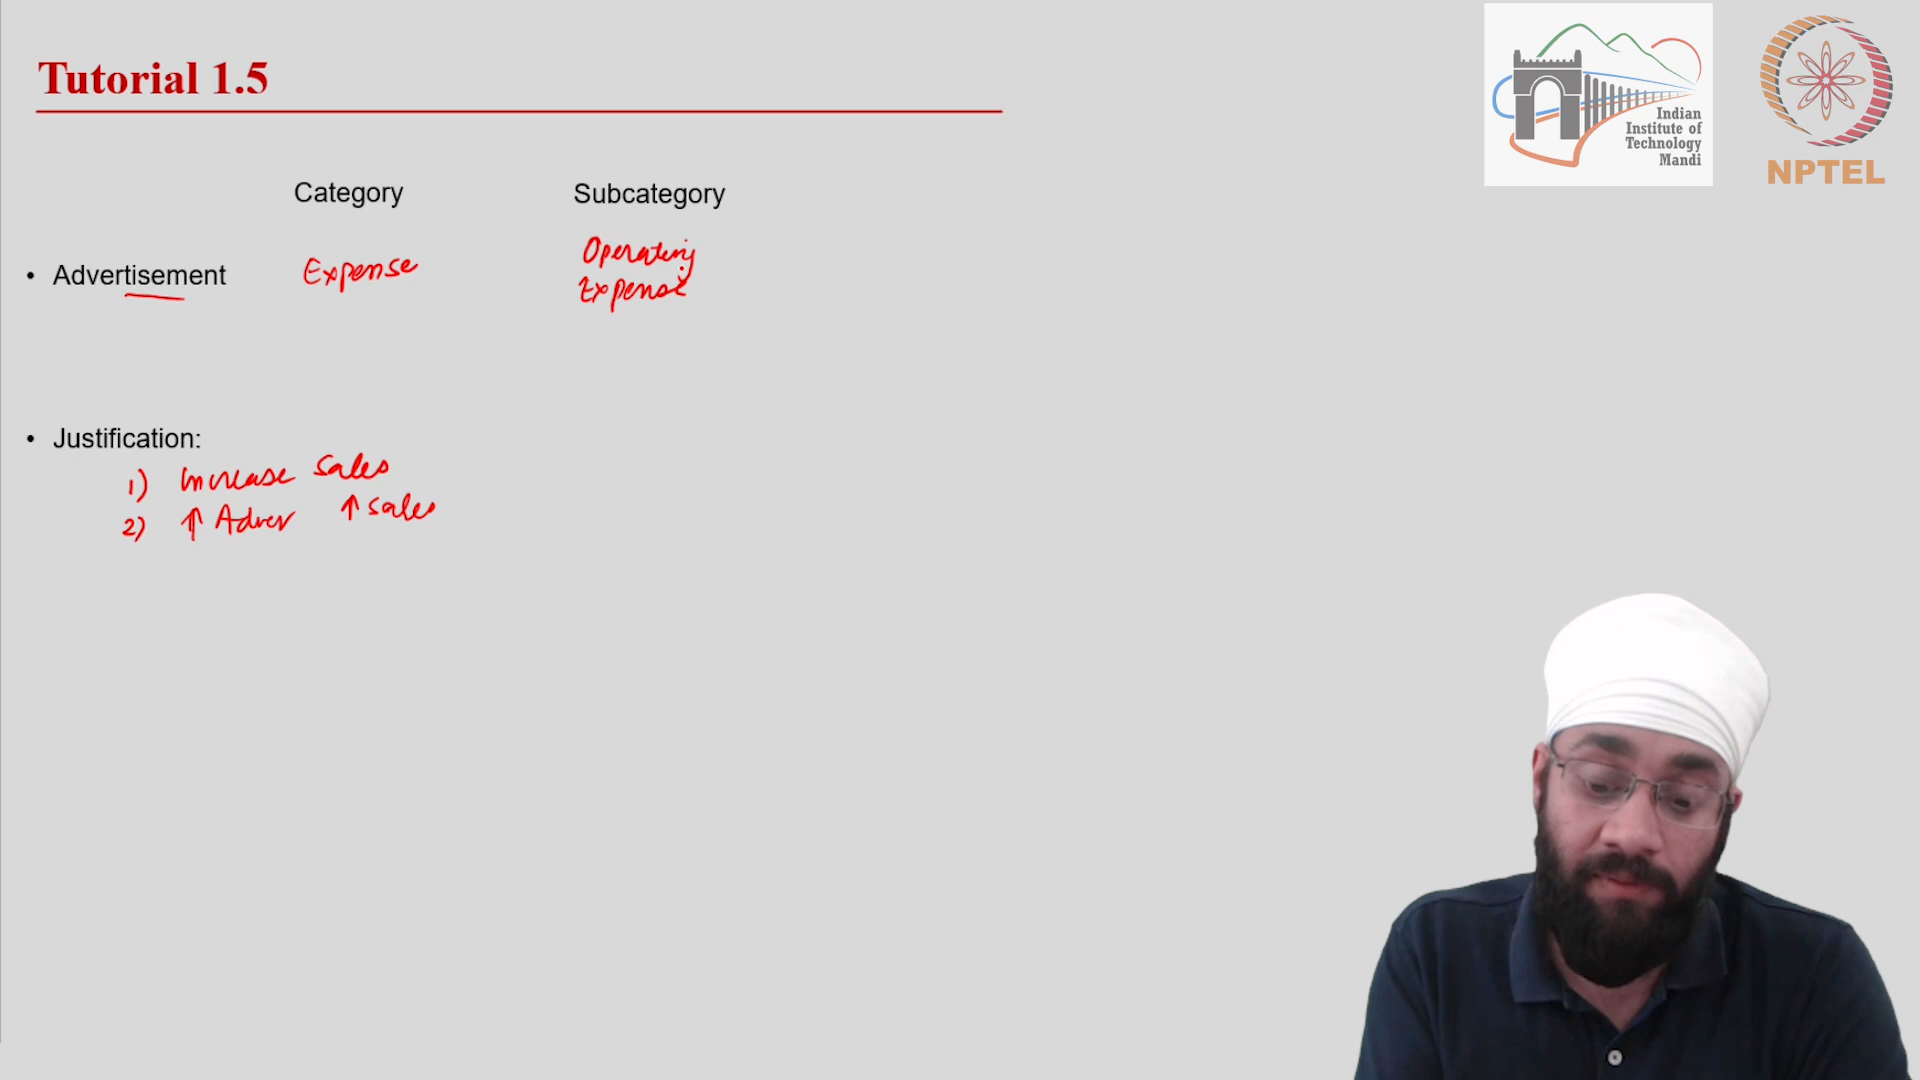 Tutorial 1.5
Indian
Institute of
Technology
Mandi
NPTEL
Category Subcategory
• Advertisement Expense Operating
Expense
• Justification:
1) Increase Sales
2) ↑ Adver ↑ Sales